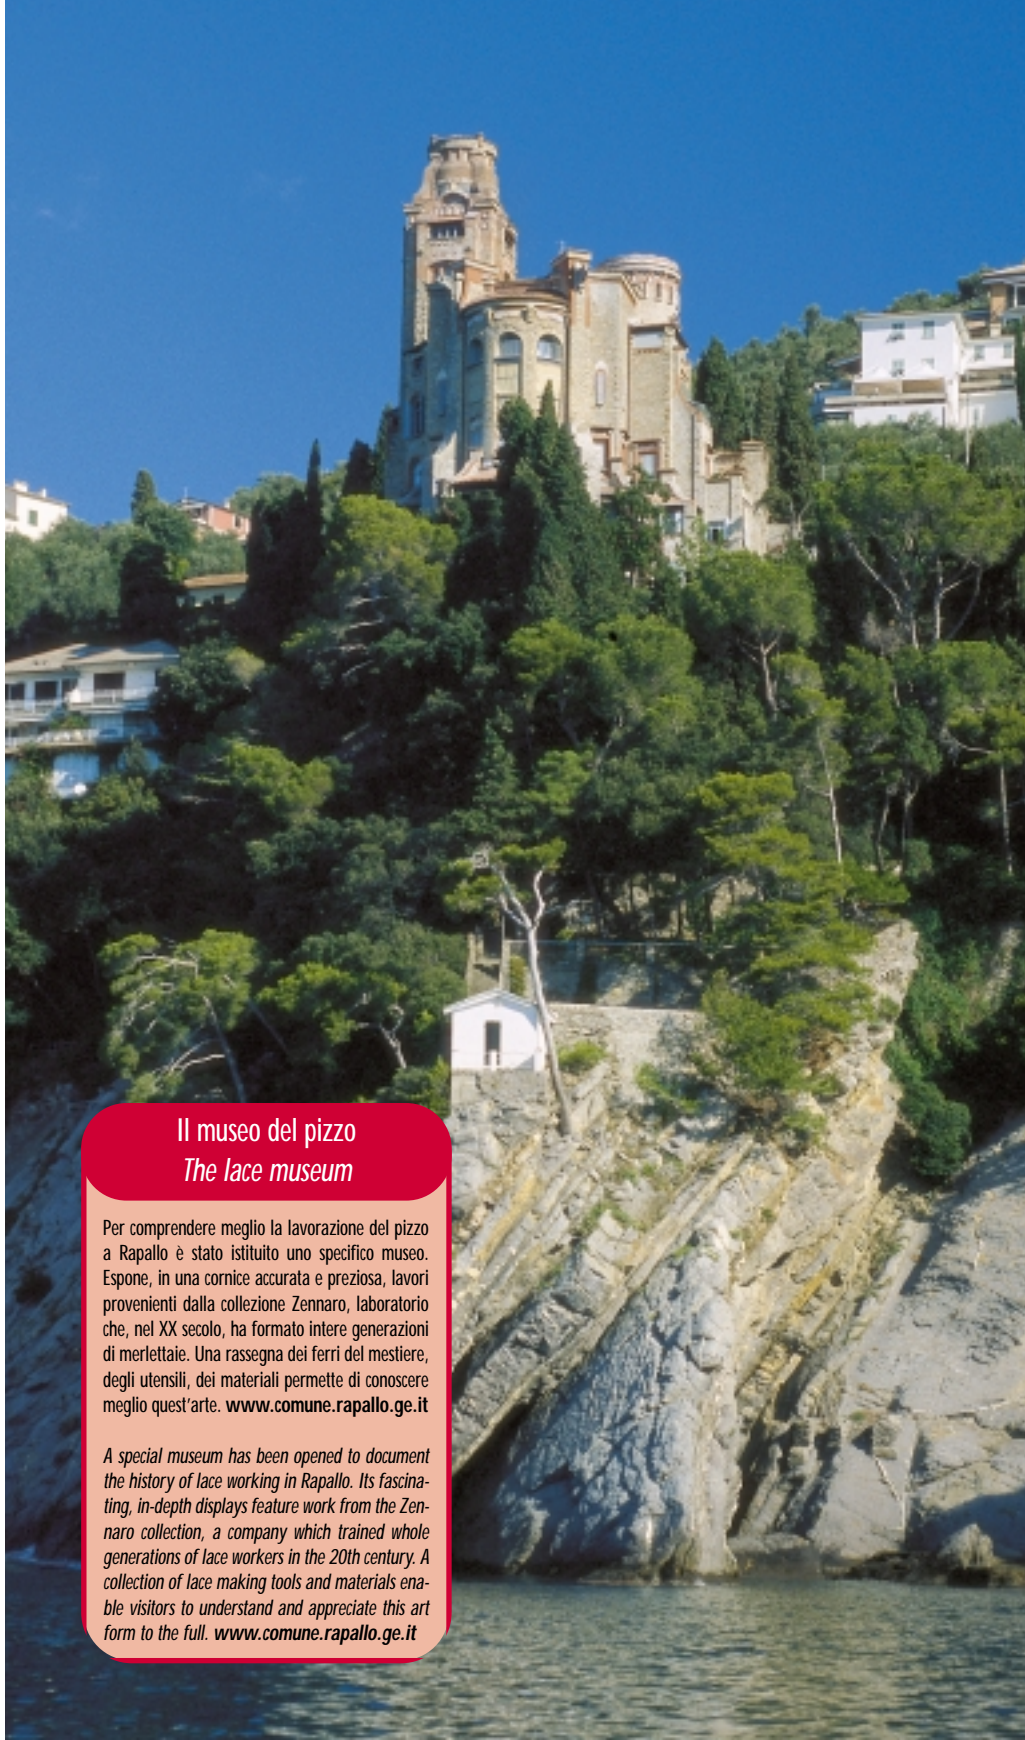 Il museo del pizzo
The lace museum
Per comprendere meglio la lavorazione del pizzo
a Rapallo è stato istituito uno specifico museo.
Espone, in una cornice accurata e preziosa, lavori
provenienti dalla collezione Zennaro, laboratorio
che, nel XX secolo, ha formato intere generazioni
di merlettaie. Una rassegna dei ferri del mestiere,
degli utensili, dei materiali permette di conoscere
meglio quest'arte. www.comune.rapallo.ge.it
A special museum has been opened to document
the history of lace working in Rapallo. Its fascina-
ting, in-depth displays feature work from the Zen-
naro collection, a company which trained whole
generations of lace workers in the 20th century. A
collection of lace making tools and materials ena-
ble visitors to understand and appreciate this art
form to the full. www.comune.rapallo.ge.it